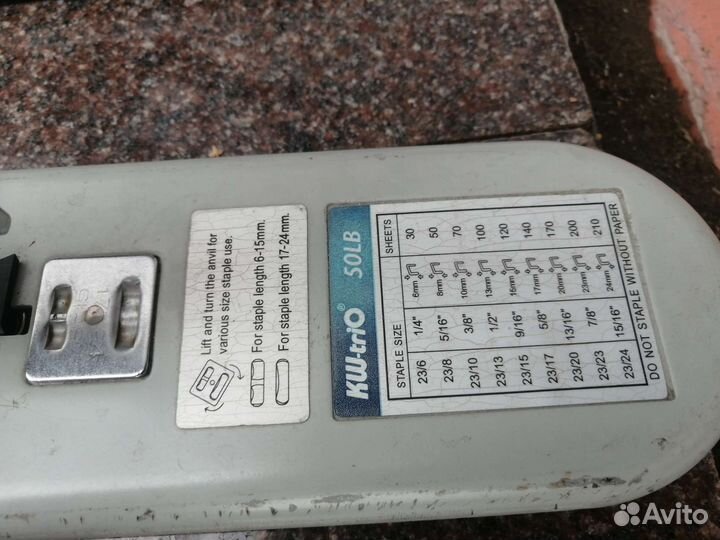 Lift and turn the anvil for
various size staple use.
For staple length 6-15mm.
For staple length 17-24mm.
KW-triO® 50LB
STAPLE SIZE SHEETS
23/6 1/4" 6mm 30
23/8 5/16" 8mm 50
23/10 3/8" 10mm 70
23/13 1/2" 13mm 100
23/15 9/16" 15mm 120
23/17 5/8" 17mm 140
23/20 13/16" 20mm 170
23/23 7/8" 23mm 200
23/24 15/16" 24mm 210
DO NOT STAPLE WITHOUT PAPER
Avito